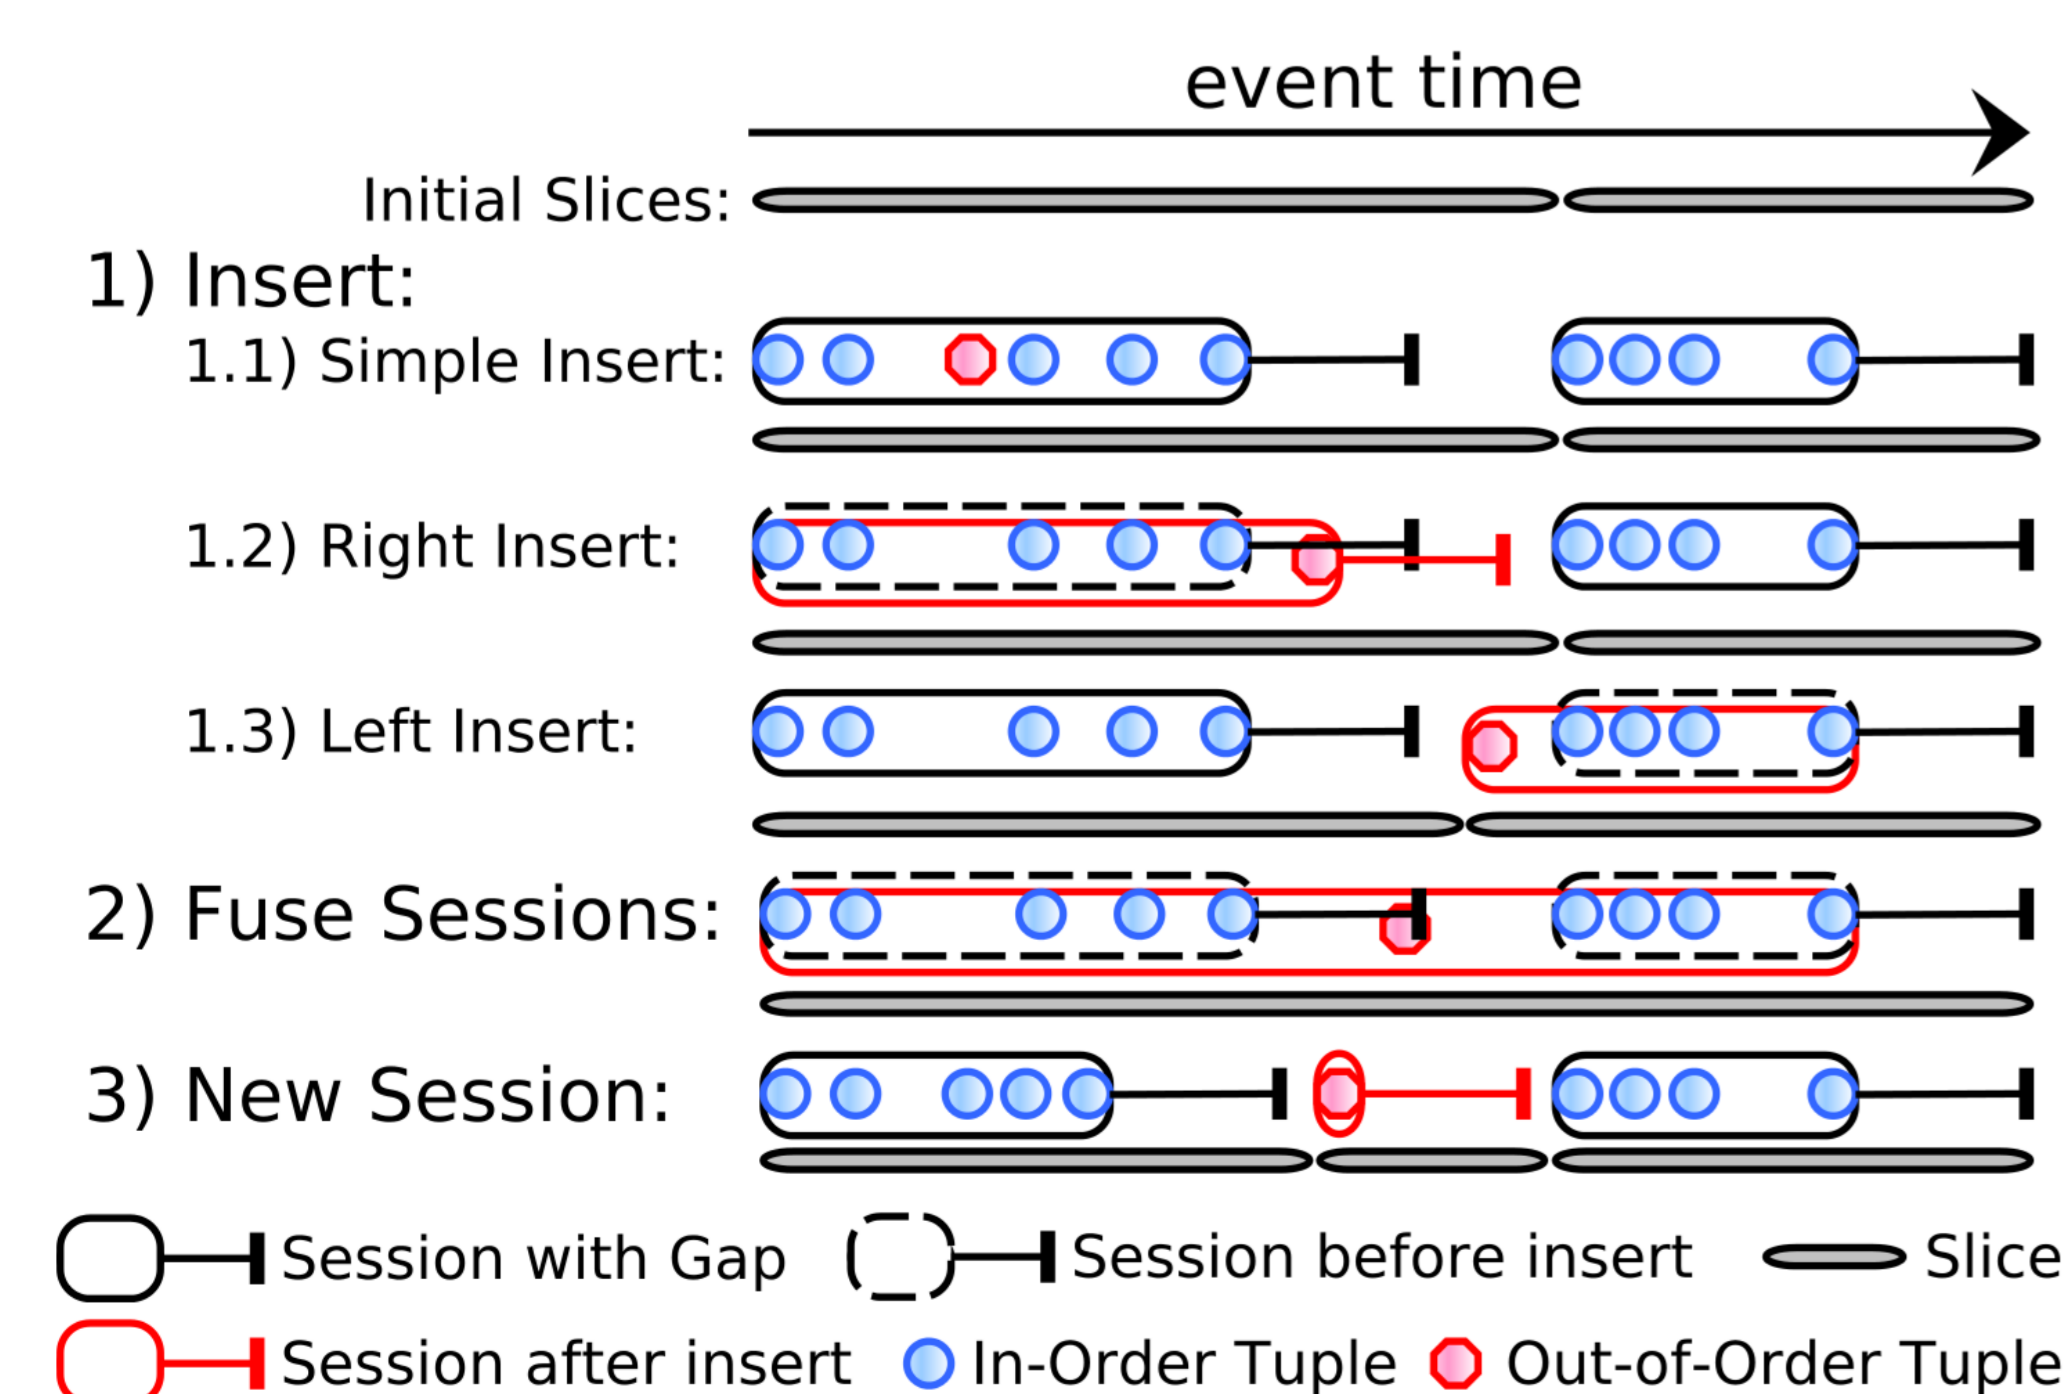 event time
Initial Slices:
1) Insert:
1.1) Simple Insert:
1.2) Right Insert:
1.3) Left Insert:
2) Fuse Sessions:
3) New Session:
Session with Gap Session before insert Slice
Session after insert In-Order Tuple Out-of-Order Tuple